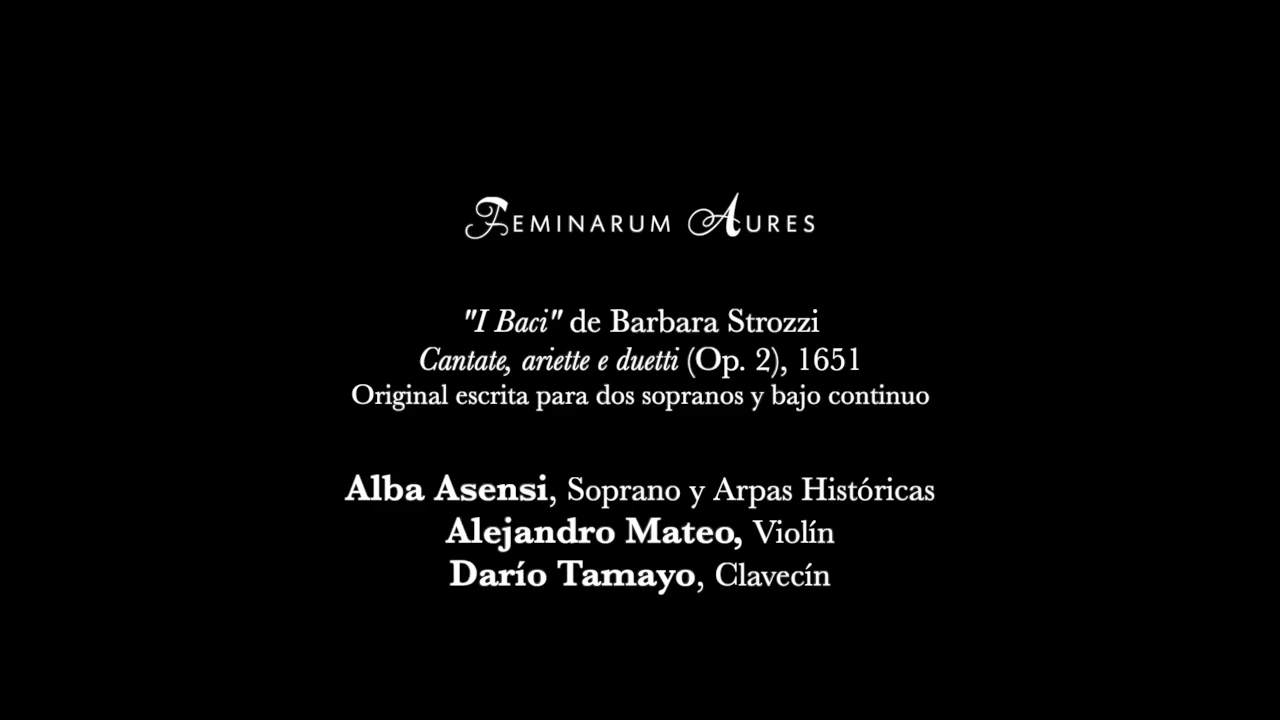 Feminarum Aures
"I Baci" de Barbara Strozzi
Cantate, ariette e duetti (Op. 2), 1651
Original escrita para dos sopranos y bajo continuo
Alba Asensi, Soprano y Arpas Históricas
Alejandro Mateo, Violín
Darío Tamayo, Clavecín